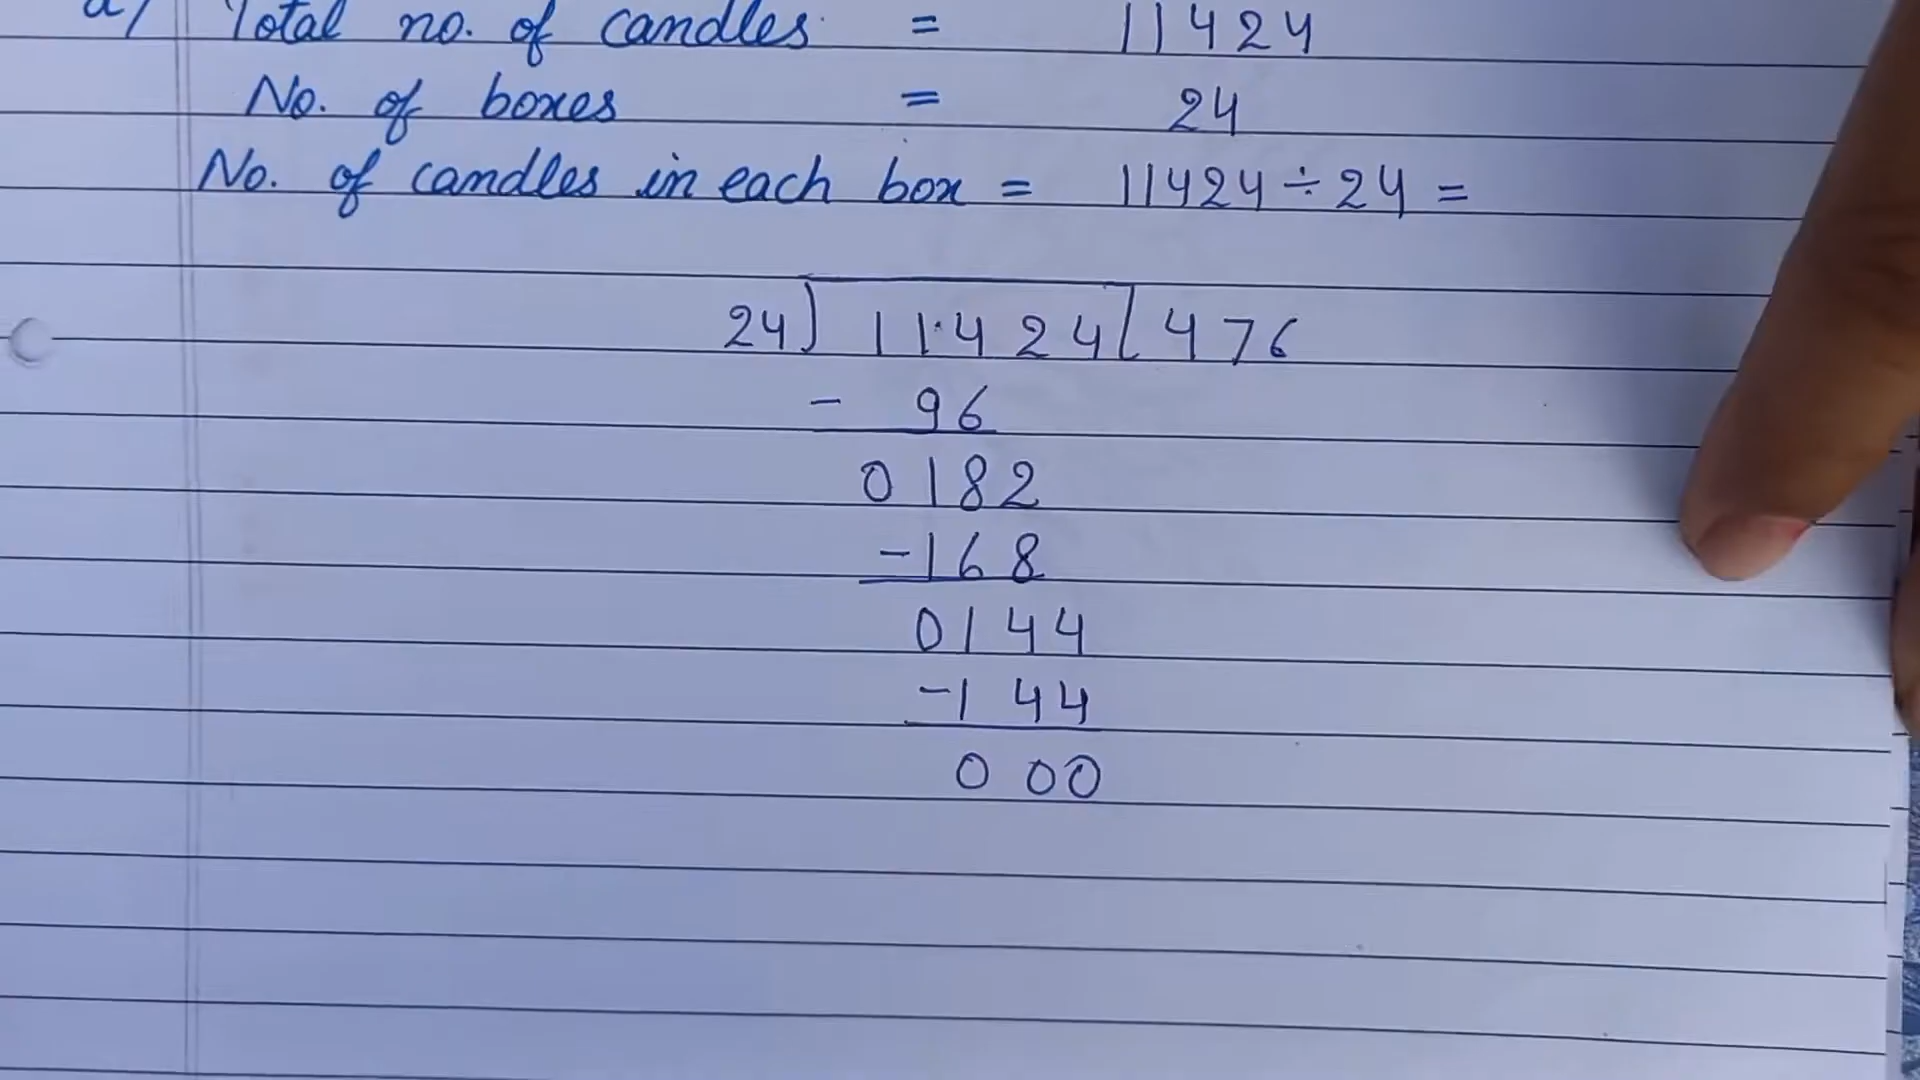 a) Total no. of candles = 11424
No. of boxes = 24
No. of candles in each box = 11424 ÷ 24 =
24) 11424 ( 476
- 96
0182
-168
0144
-144
000